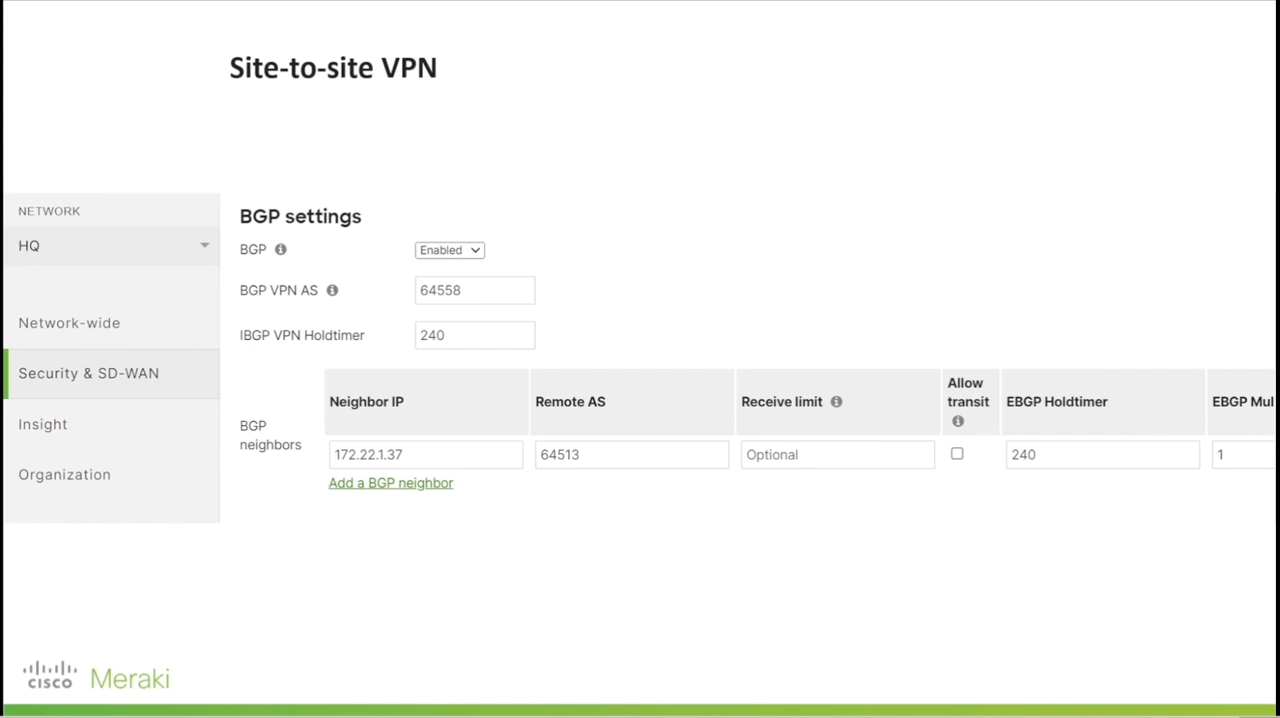 Site-to-site VPN
NETWORK
HQ
Network-wide
Security & SD-WAN
Insight
Organization
BGP settings
BGP
Enabled
BGP VPN AS
64558
IBGP VPN Holdtimer
240
BGP
neighbors
Neighbor IP
Remote AS
Receive limit
Allow
transit
EBGP Holdtimer
EBGP Mul
172.22.1.37
64513
Optional
240
1
Add a BGP neighbor
cisco Meraki